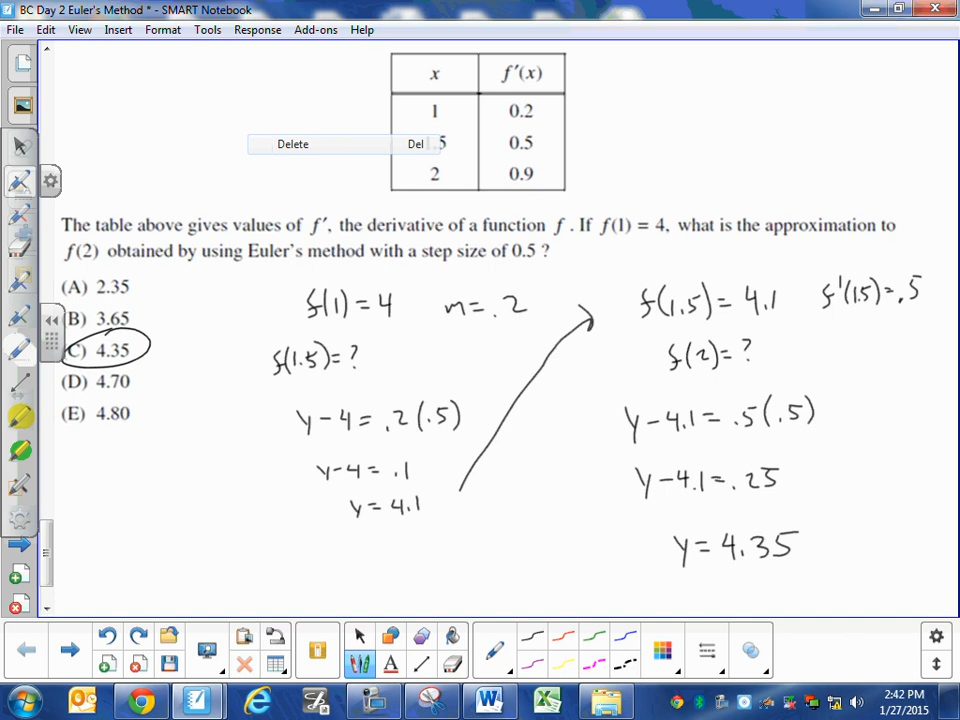 BC Day 2 Euler's Method * - SMART Notebook
File Edit View Insert Format Tools Response Add-ons Help
x f′(x)
1 0.2
Delete Del .5 0.5
2 0.9
The table above gives values of f′, the derivative of a function f. If f(1) = 4, what is the approximation to
f(2) obtained by using Euler's method with a step size of 0.5 ?
(A) 2.35
(B) 3.65
(C) 4.35
(D) 4.70
(E) 4.80
f(1) = 4 m = .2
f(1.5) = ?
y - 4 = .2(.5)
y - 4 = .1
y = 4.1
f(1.5) = 4.1 f'(1.5) = .5
f(2) = ?
y - 4.1 = .5(.5)
y - 4.1 = .25
y = 4.35
A
W
2:42 PM
1/27/2015